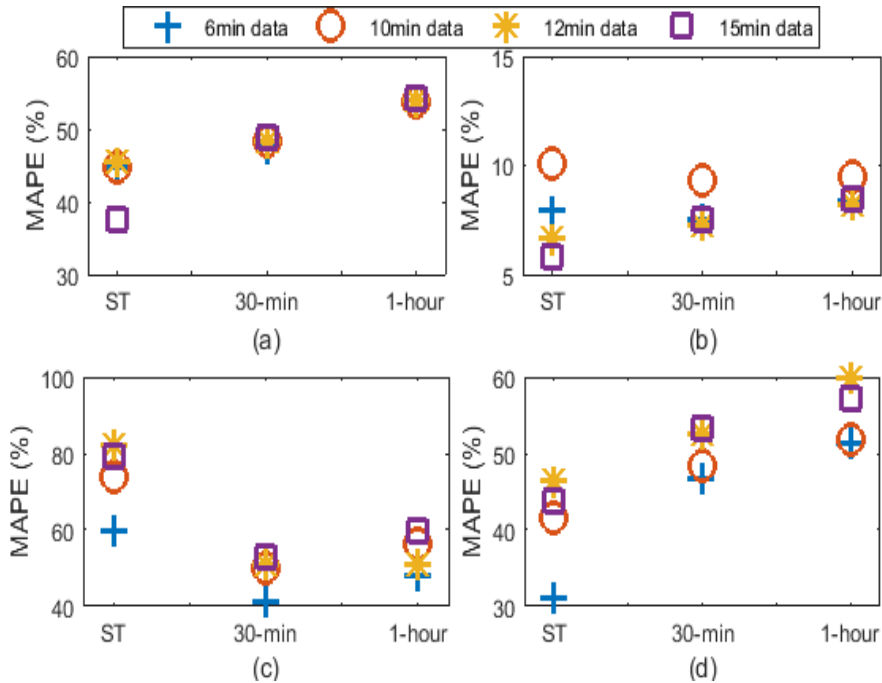 6min data 10min data 12min data 15min data
60
50
40
30
MAPE (%)
ST 30-min 1-hour
(a)
15
10
5
MAPE (%)
ST 30-min 1-hour
(b)
100
80
60
40
MAPE (%)
ST 30-min 1-hour
(c)
60
50
40
30
MAPE (%)
ST 30-min 1-hour
(d)